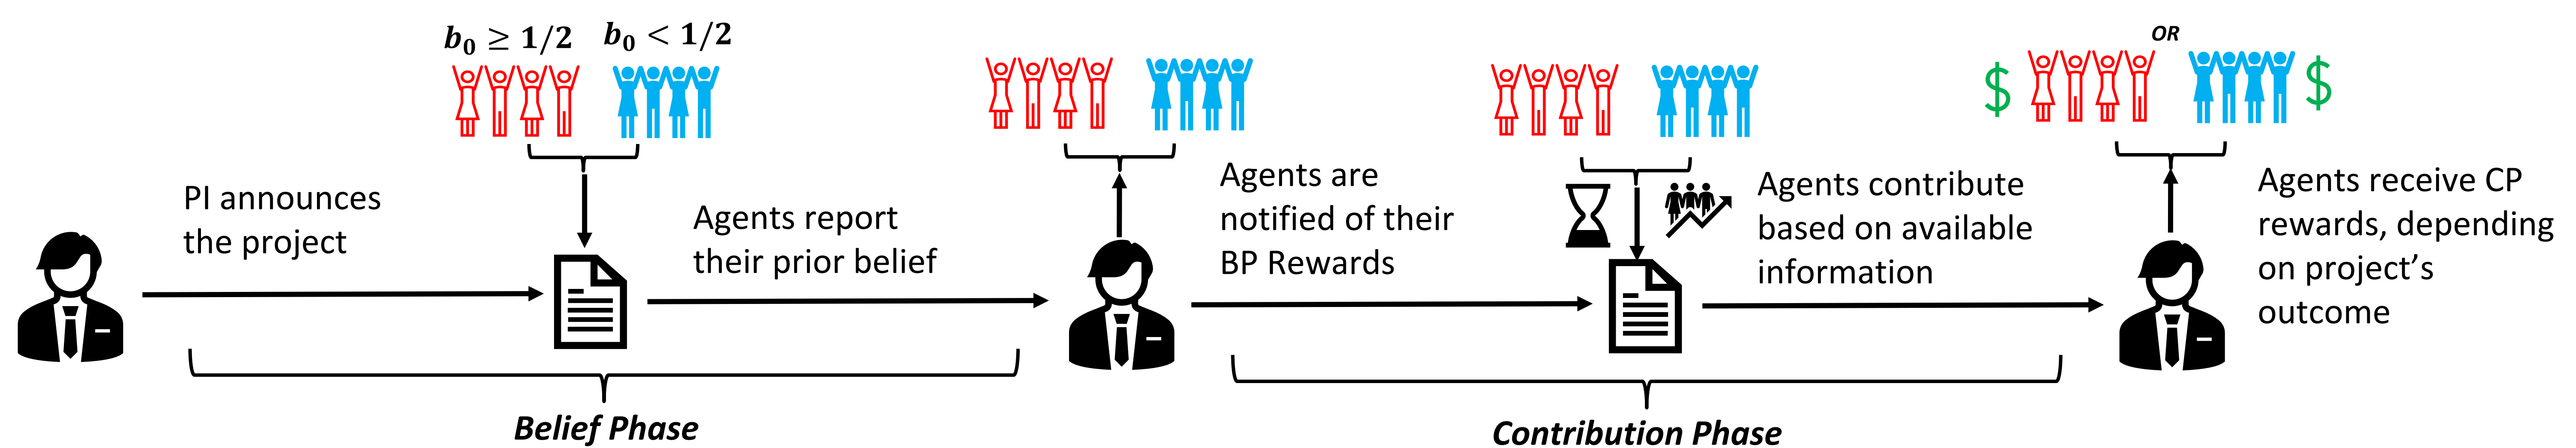 b₀ ≥ 1/2
b₀ < 1/2
PI announces
the project
Agents report
their prior belief
Belief Phase
Agents are
notified of their
BP Rewards
Agents contribute
based on available
information
Contribution Phase
$
OR
$
Agents receive CP
rewards, depending
on project's
outcome